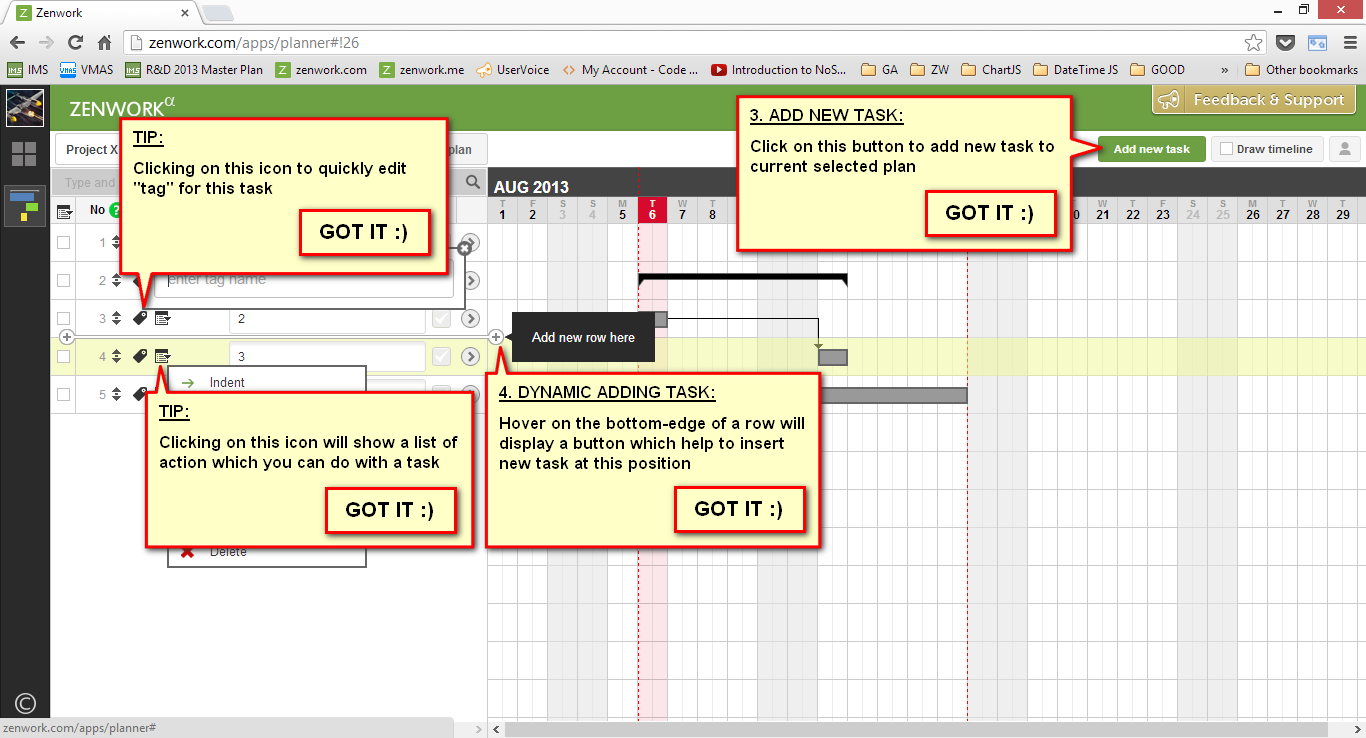 Zenwork
zenwork.com/apps/planner#!26
IMS VMAS R&D 2013 Master Plan zenwork.com zenwork.me UserVoice My Account - Code ... Introduction to NoS... GA ZW ChartJS DateTime JS GOOD » Other bookmarks
ZENWORKα
Feedback & Support
Project X
plan
Add new task
Draw timeline
Type and
AUG 2013
No ?
T F S S M T W T
1 2 3 4 5 6 7 8
W T F S S M T W T
21 22 23 24 25 26 27 28 29
TIP:
Clicking on this icon to quickly edit
"tag" for this task
GOT IT :)
3. ADD NEW TASK:
Click on this button to add new task to
current selected plan
GOT IT :)
1
2
enter tag name
3 2
Add new row here
4 3
Indent
5
TIP:
Clicking on this icon will show a list of
action which you can do with a task
GOT IT :)
4. DYNAMIC ADDING TASK:
Hover on the bottom-edge of a row will
display a button which help to insert
new task at this position
GOT IT :)
Delete
©
zenwork.com/apps/planner#